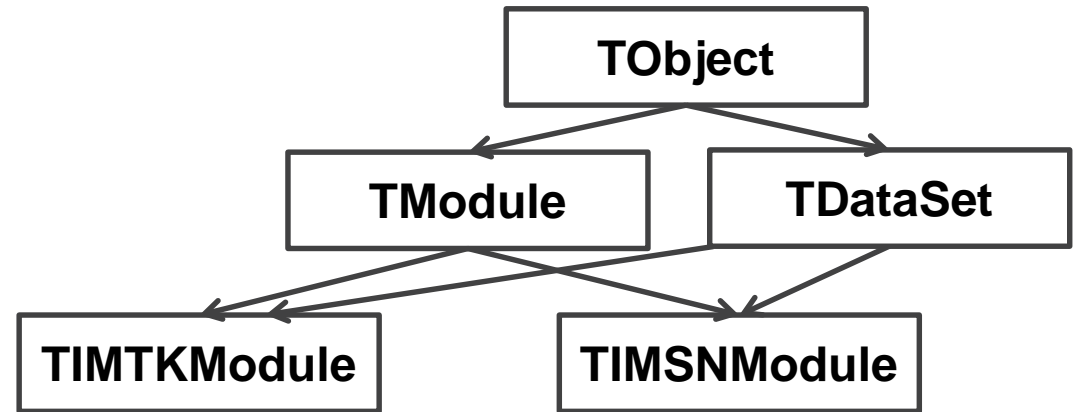 TObject
TModule
TDataSet
TIMTKModule
TIMSNModule